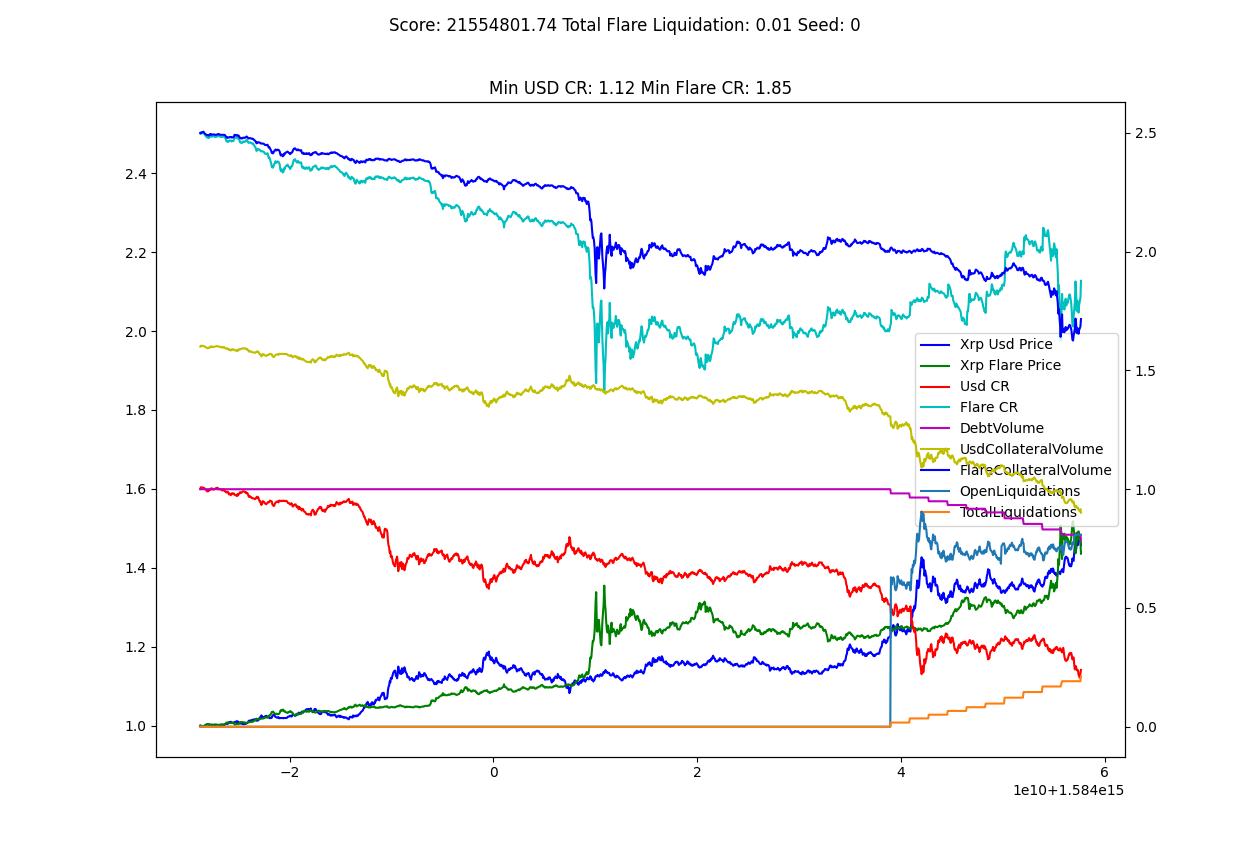 Score: 21554801.74 Total Flare Liquidation: 0.01 Seed: 0
Min USD CR: 1.12 Min Flare CR: 1.85
2.4
2.2
2.0
1.8
1.6
1.4
1.2
1.0
2.5
2.0
1.5
1.0
0.5
0.0
Xrp Usd Price
Xrp Flare Price
Usd CR
Flare CR
DebtVolume
UsdCollateralVolume
FlareCollateralVolume
OpenLiquidations
TotalLiquidations
−2
0
2
4
6
1e10+1.584e15